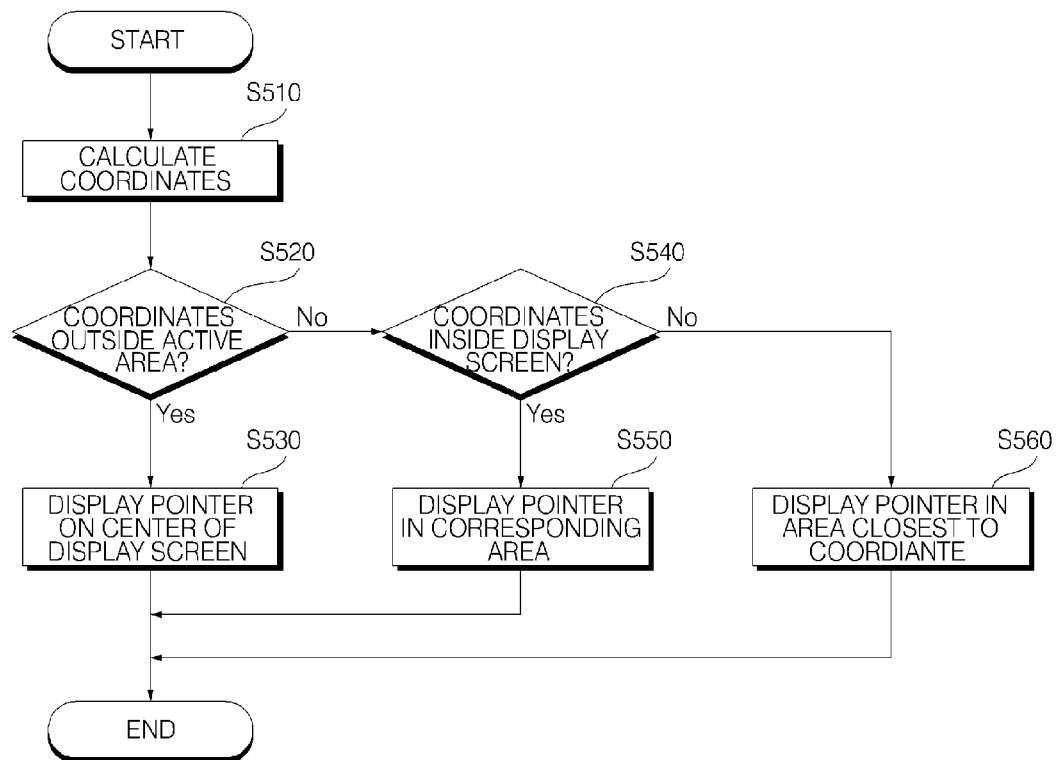 START
S510
CALCULATE
COORDINATES
S520
COORDINATES
OUTSIDE ACTIVE
AREA?
No
Yes
S540
COORDINATES
INSIDE DISPLAY
SCREEN?
No
Yes
S530
DISPLAY POINTER
ON CENTER OF
DISPLAY SCREEN
S550
DISPLAY POINTER
IN CORRESPONDING
AREA
S560
DISPLAY POINTER IN
AREA CLOSEST TO
COORDIANTE
END